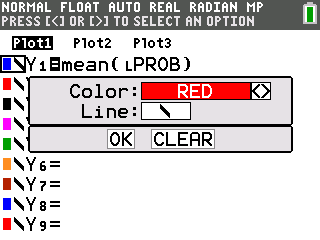 NORMAL FLOAT AUTO REAL RADIAN MP
PRESS [<] OR [>] TO SELECT AN OPTION
Plot1 Plot2 Plot3
Y1=mean(ʟPROB)
Color: RED
Line:
OK CLEAR
Y6=
Y7=
Y8=
Y9=